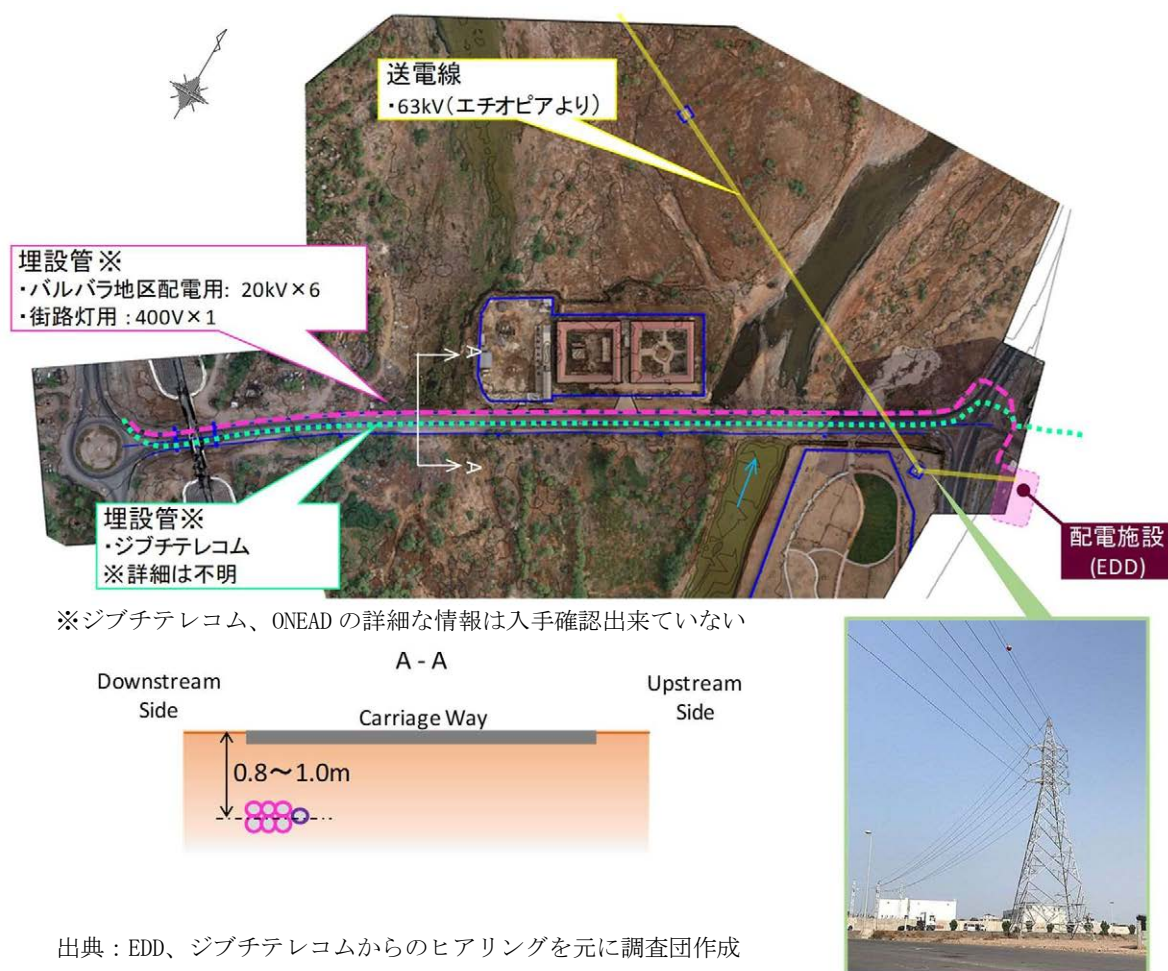 送電線
・63kV(エチオピアより)
埋設管※
・バルバラ地区配電用: 20kV×6
・街路灯用:400V×1
A
A
埋設管※
・ジブチテレコム
※詳細は不明
配電施設
(EDD)
※ジブチテレコム、ONEAD の詳細な情報は入手確認出来ていない
A - A
Downstream
Side
Upstream
Side
Carriage Way
0.8～1.0m
出典：EDD、ジブチテレコムからのヒアリングを元に調査団作成